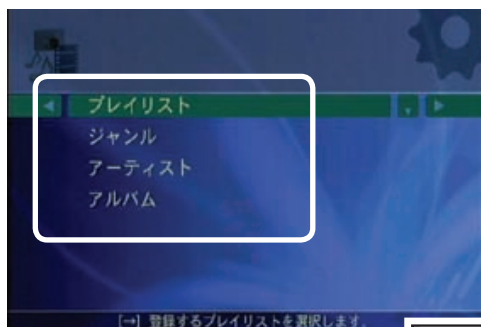 プレイリスト
ジャンル
アーティスト
アルバム
[→] 登録するプレイリストを選択します.